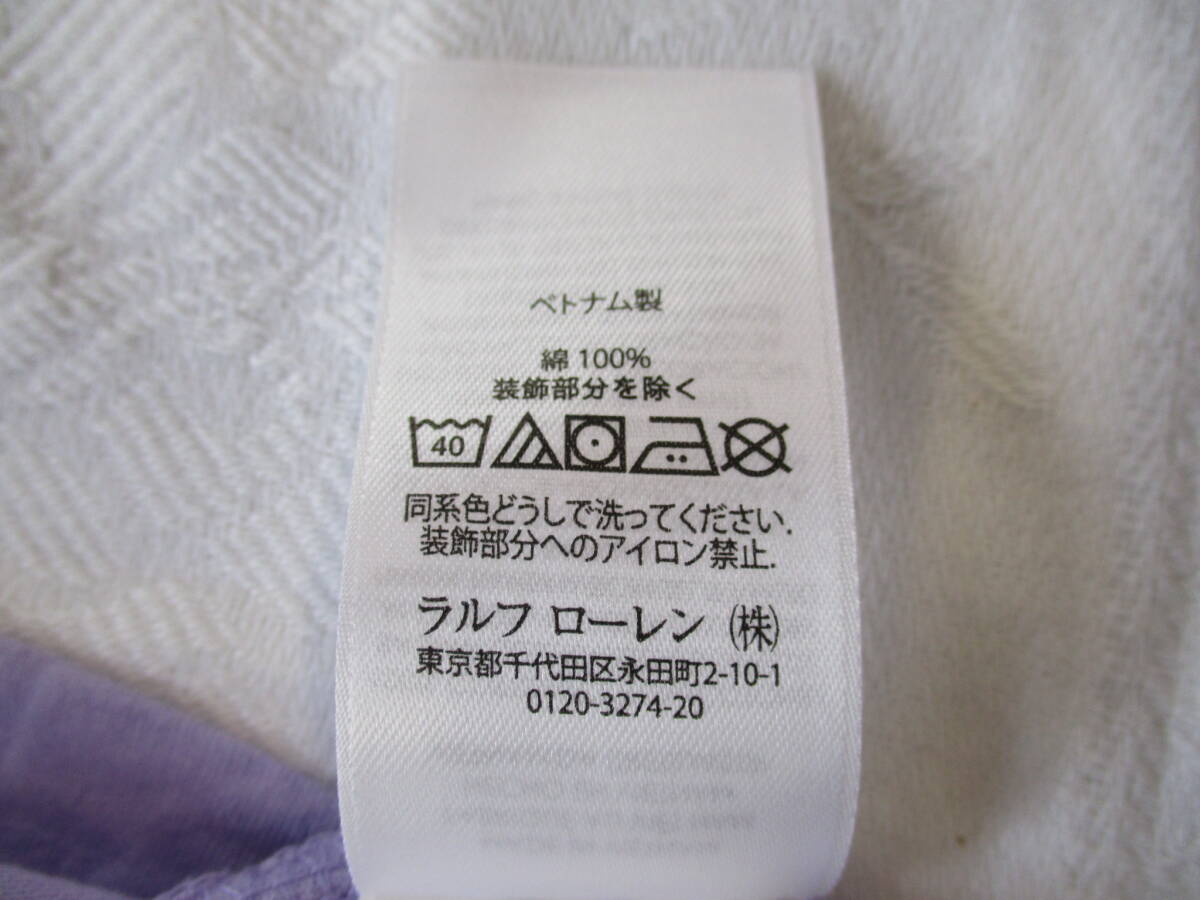 ベトナム製
綿 100%
装飾部分を除く
40
同系色どうしで洗ってください.
装飾部分へのアイロン禁止.
ラルフ ローレン ㈱
東京都千代田区永田町2-10-1
0120-3274-20